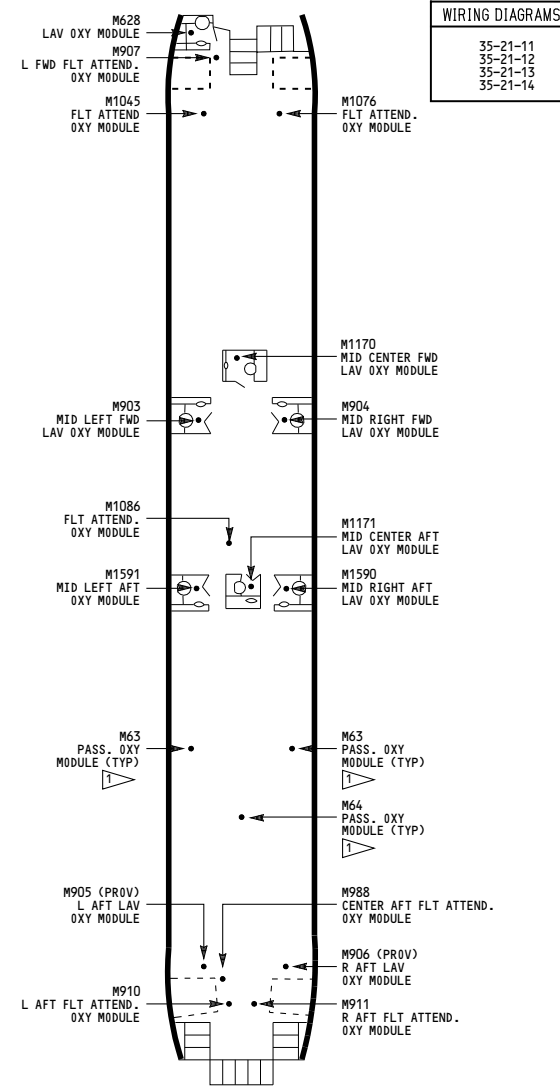 M628
LAV OXY MODULE
M907
L FWD FLT ATTEND.
OXY MODULE
M1045
FLT ATTEND
OXY MODULE
M1076
FLT ATTEND.
OXY MODULE
WIRING DIAGRAMS
35-21-11
35-21-12
35-21-13
35-21-14
M1170
MID CENTER FWD
LAV OXY MODULE
M903
MID LEFT FWD
LAV OXY MODULE
M904
MID RIGHT FWD
LAV OXY MODULE
M1086
FLT ATTEND.
OXY MODULE
M1171
MID CENTER AFT
LAV OXY MODULE
M1591
MID LEFT AFT
OXY MODULE
M1590
MID RIGHT AFT
LAV OXY MODULE
M63
PASS. OXY
MODULE (TYP)
1
M63
PASS. OXY
MODULE (TYP)
1
M64
PASS. OXY
MODULE (TYP)
1
M905 (PROV)
L AFT LAV
OXY MODULE
M988
CENTER AFT FLT ATTEND.
OXY MODULE
M906 (PROV)
R AFT LAV
OXY MODULE
M910
L AFT FLT ATTEND.
OXY MODULE
M911
R AFT FLT ATTEND.
OXY MODULE